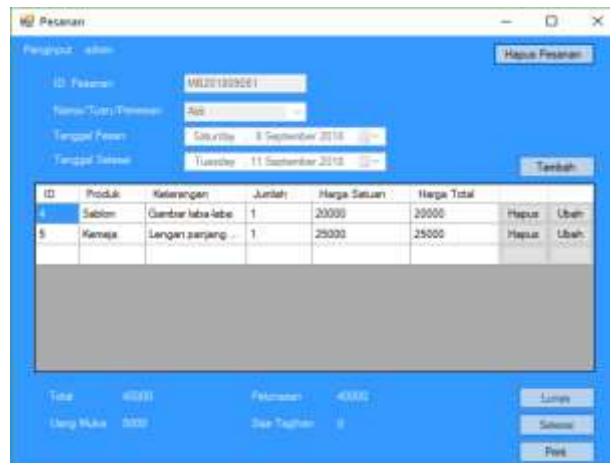 Pesanan
Penginput admin
Hapus Pesanan
ID Pesanan
Nama/Tuan/Pemesan
Tanggal Pesan Saturday 8 September 2018
Tanggal Selesai Tuesday 11 September 2018
Tambah
ID Produk Keterangan Jumlah Harga Satuan Harga Total
4 Sablon Gambar laba-laba 1 20000 20000 Hapus Ubah
5 Kemeja Lengan panjang ... 1 25000 25000 Hapus Ubah
Total Pelunasan 40000 Lunas
Uang Muka 5000 Sisa Tagihan 0 Selesai
Print